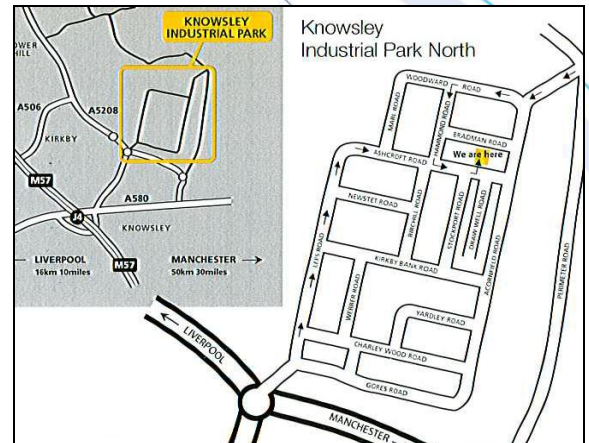 KNOWSLEY
INDUSTRIAL PARK
OWER
HILL
A506
A5208
KIRKBY
M57
A580
J4
KNOWSLEY
LIVERPOOL
16km 10miles
M57
MANCHESTER
50km 30miles
Knowsley
Industrial Park North
WOODWARD ROAD
MARL ROAD
HAMMOND ROAD
BRADMAN ROAD
We are here
ASHCROFT ROAD
NEWSTET ROAD
BIRCHILL ROAD
STOCKPORT ROAD
DRAW WELL ROAD
ACORNFIELD ROAD
PERIMETER ROAD
LEES ROAD
KIRKBY BANK ROAD
WEBBER ROAD
YARDLEY ROAD
CHARLEY WOOD ROAD
GORES ROAD
LIVERPOOL
MANCHESTER